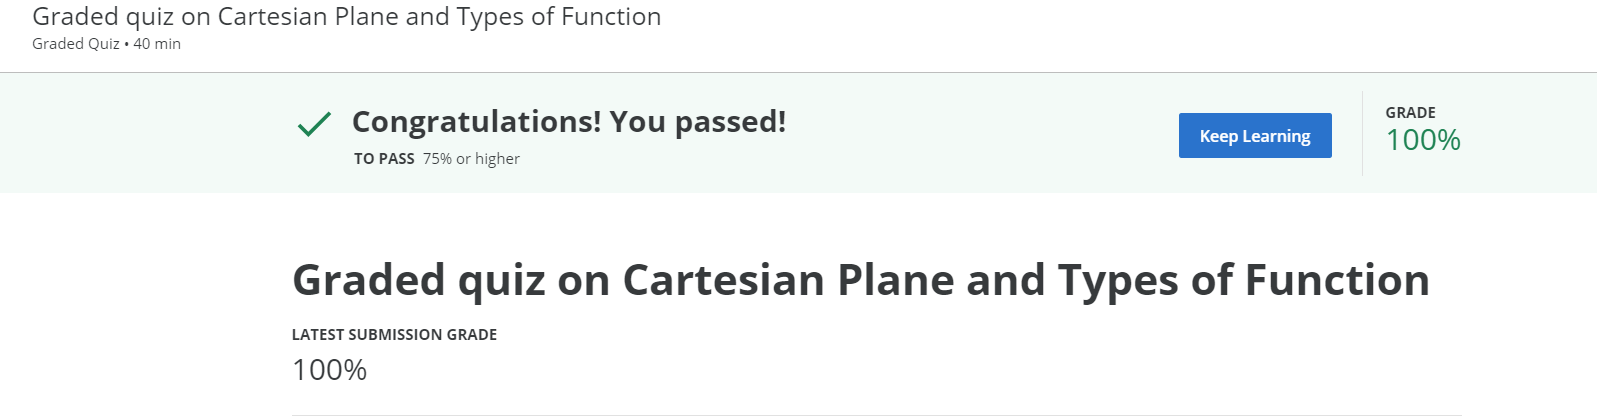 Graded quiz on Cartesian Plane and Types of Function
Graded Quiz • 40 min
Congratulations! You passed!
TO PASS 75% or higher
Keep Learning
GRADE
100%
Graded quiz on Cartesian Plane and Types of Function
LATEST SUBMISSION GRADE
100%